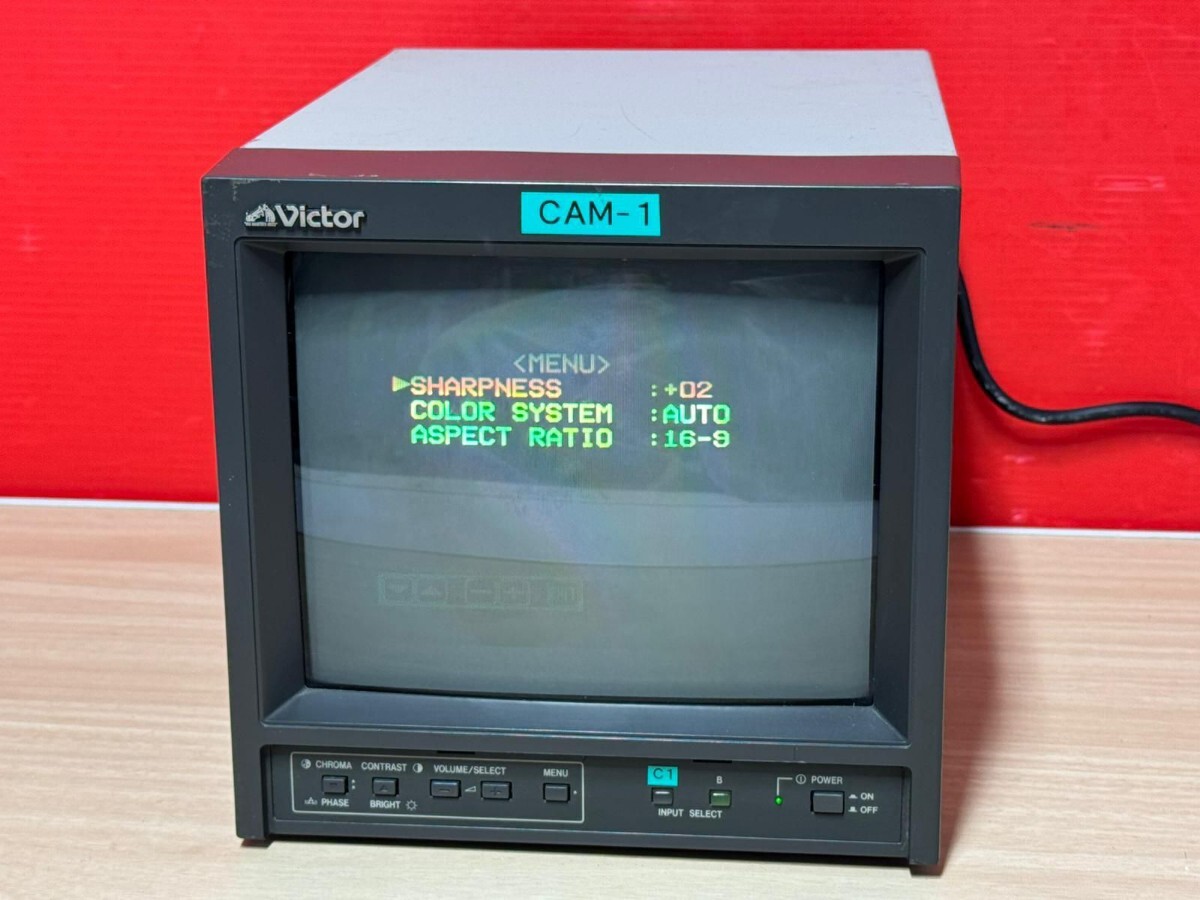 Victor
CAM-1
<MENU>
▶SHARPNESS :+02
COLOR SYSTEM :AUTO
ASPECT RATIO :16-9
CHROMA CONTRAST VOLUME/SELECT MENU
PHASE BRIGHT
C1 B
INPUT SELECT
POWER
ON
OFF